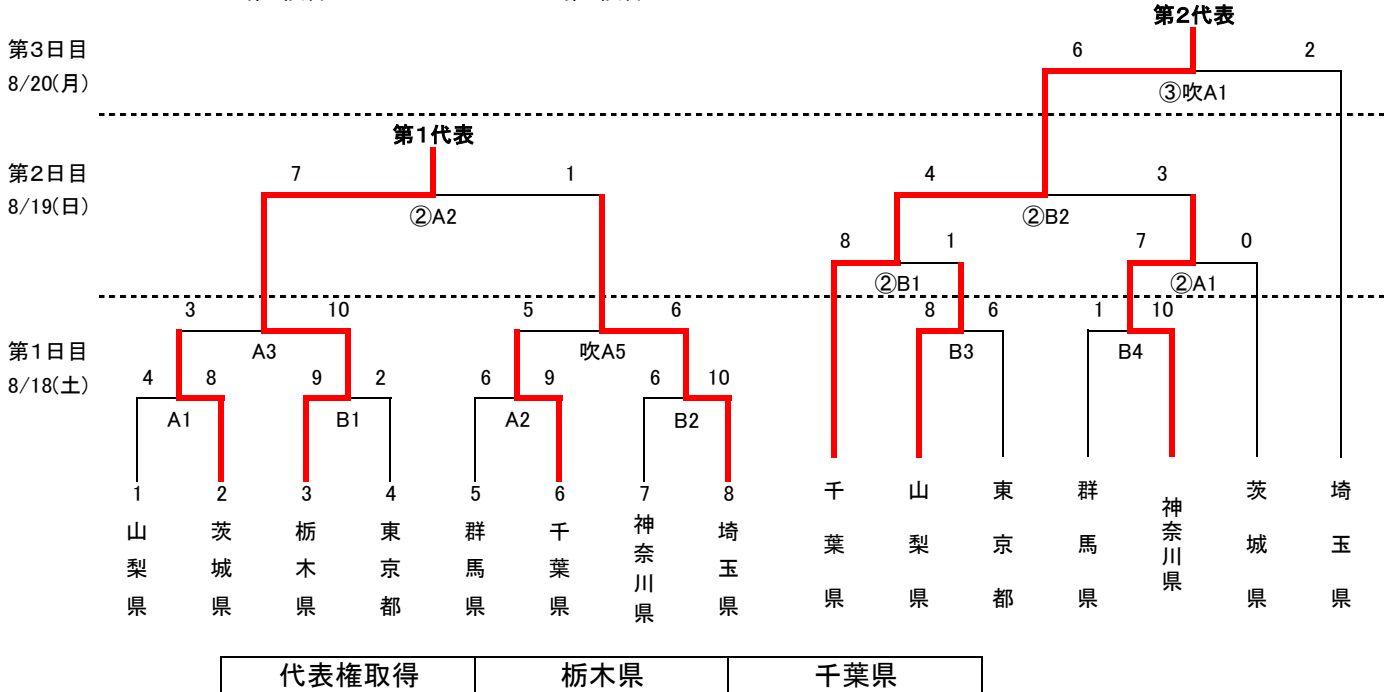 第2代表
第3日目
6
2
8/20(月)
③吹A1
第1代表
第2日目
7
1
4
3
8/19(日)
②A2
②B2
8
1
7
0
②B1
②A1
3
10
5
6
8
6
1
10
第1日目
A3
吹A5
B3
B4
8/18(土)
4
8
9
2
6
9
6
10
A1
B1
A2
B2
1
2
3
4
5
6
7
8
山梨県
茨城県
栃木県
東京都
群馬県
千葉県
神奈川県
埼玉県
千葉県
山梨県
東京都
群馬県
神奈川県
茨城県
埼玉県
代表権取得
栃木県
千葉県